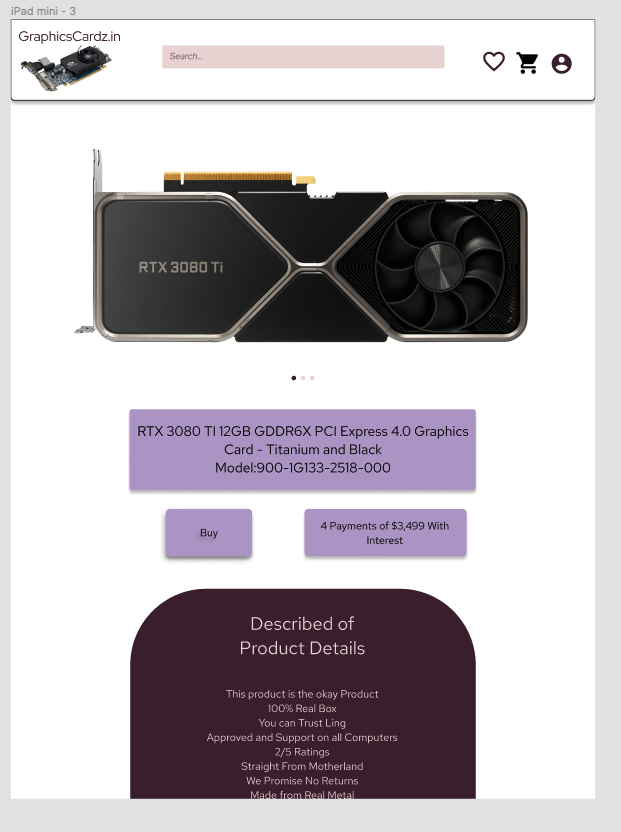 iPad mini - 3
GraphicsCardz.in
Search...
RTX 3080 Ti
RTX 3080 TI 12GB GDDR6X PCI Express 4.0 Graphics
Card - Titanium and Black
Model:900-1G133-2518-000
Buy
4 Payments of $3,499 With
Interest
Described of
Product Details
This product is the okay Product
100% Real Box
You can Trust Ling
Approved and Support on all Computers
2/5 Ratings
Straight From Motherland
We Promise No Returns
Made from Real Metal